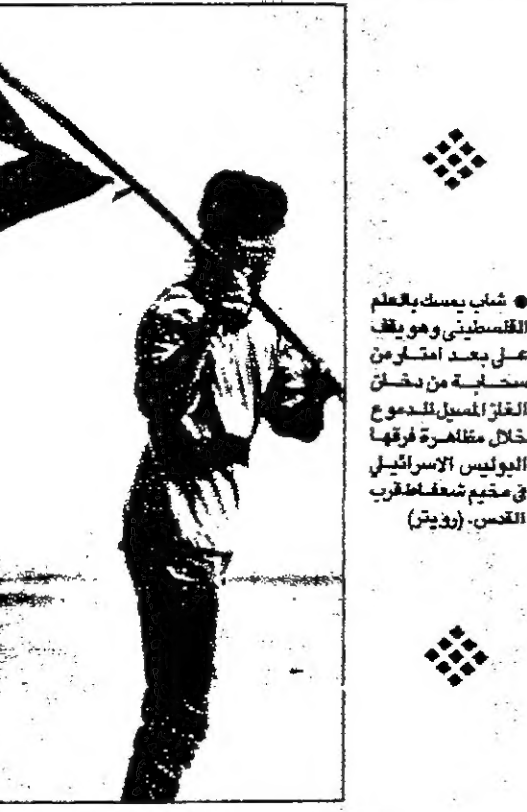 ● شاب يمسك بالعلم
الفلسطيني وهو يقف
على بعد امتار من
سحابة من دخان
الغاز المسيل للدموع
خلال مظاهرة فرقها
البوليس الاسرائيلي
في مخيم شعفاط قرب
القدس. (رويتر)